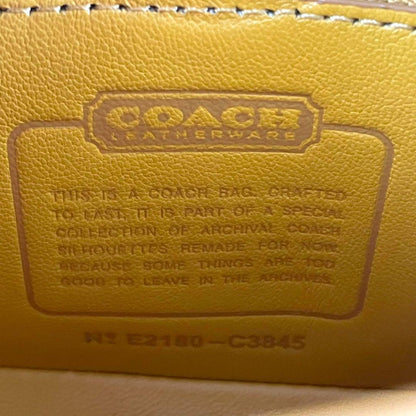 COACH
LEATHERWARE
THIS IS A COACH BAG. CRAFTED
TO LAST, IT IS PART OF A SPECIAL
COLLECTION OF ARCHIVAL COACH
SILHOUETTES REMADE FOR NOW.
BECAUSE SOME THINGS ARE TOO
GOOD TO LEAVE IN THE ARCHIVES.
Nº E2180-C3845